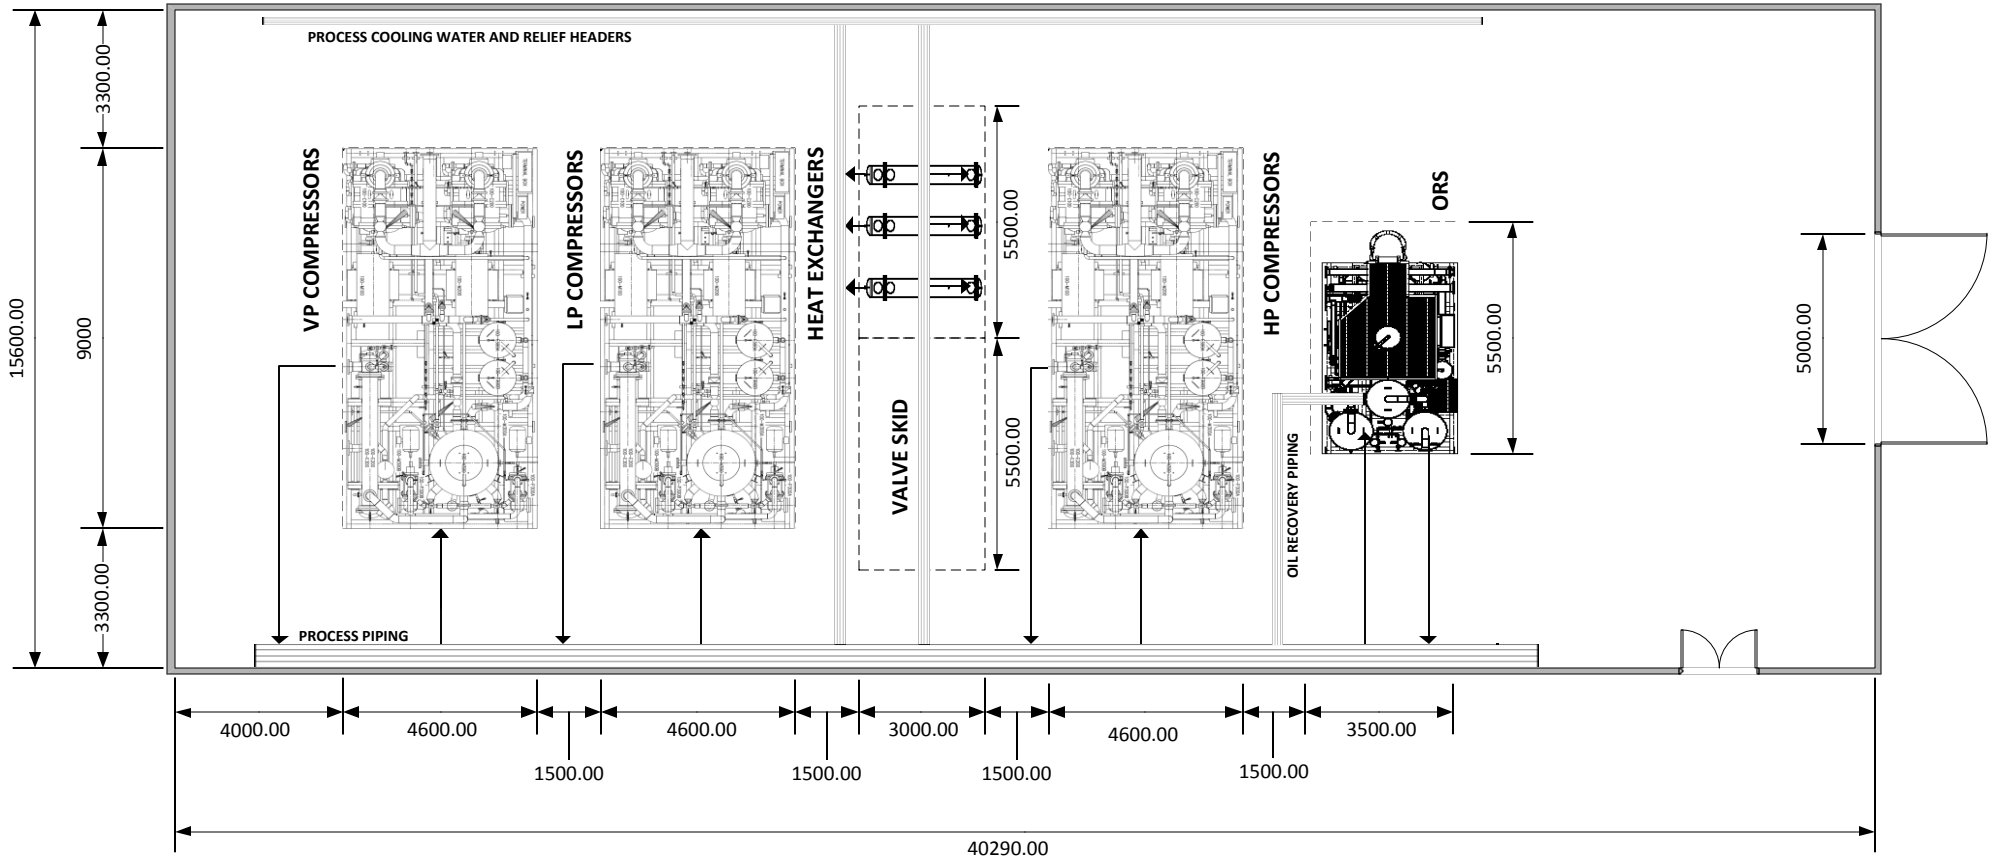 PROCESS COOLING WATER AND RELIEF HEADERS
3300.00
9000
3300.00
15600.00
VP COMPRESSORS
LP COMPRESSORS
HEAT EXCHANGERS
5500.00
VALVE SKID
5500.00
HP COMPRESSORS
ORS
5500.00
5000.00
OIL RECOVERY PIPING
PROCESS PIPING
4000.00
4600.00
1500.00
4600.00
1500.00
3000.00
1500.00
4600.00
1500.00
3500.00
40290.00